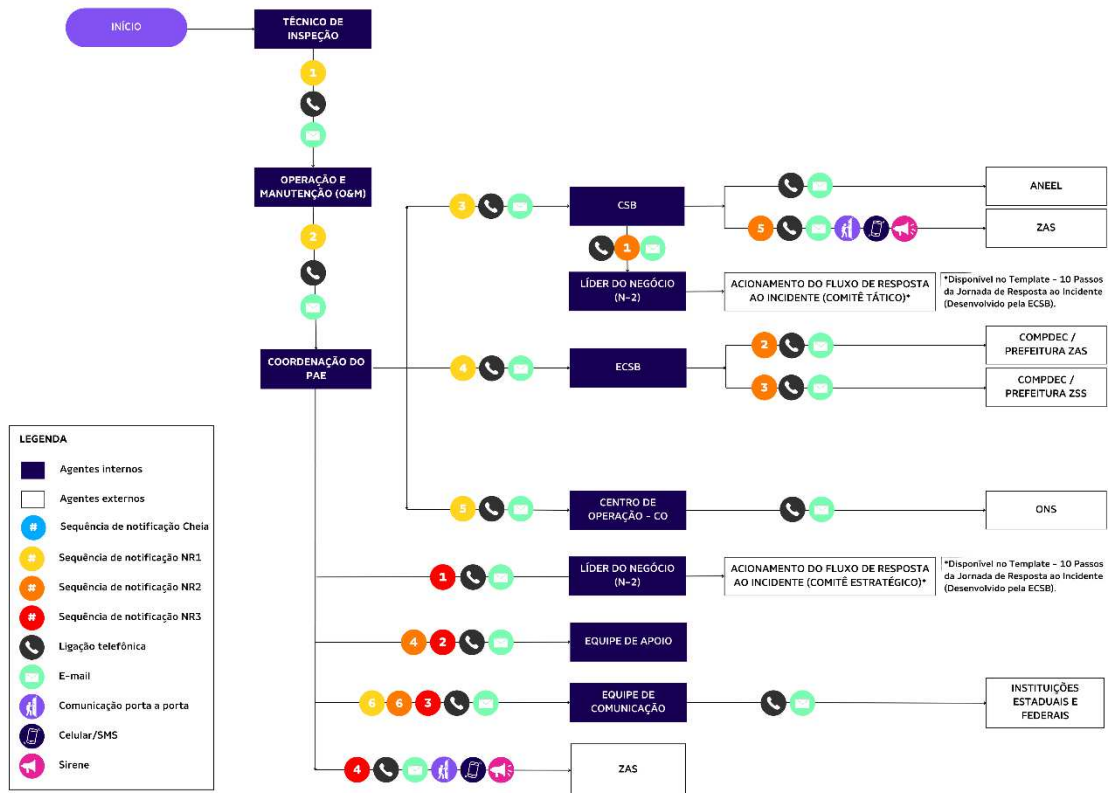 INÍCIO
TÉCNICO DE
INSPEÇÃO
1
OPERAÇÃO E
MANUTENÇÃO (O&M)
2
COORDENAÇÃO DO
PAE
3
CSB
ANEEL
5
ZAS
1
LÍDER DO NEGÓCIO
(N-2)
ACIONAMENTO DO FLUXO DE RESPOSTA
AO INCIDENTE (COMITÊ TÁTICO)*
*Disponível no Template – 10 Passos
da Jornada de Resposta ao Incidente
(Desenvolvido pela ECSB).
4
ECSB
2
COMPDEC /
PREFEITURA ZAS
3
COMPDEC /
PREFEITURA ZSS
5
CENTRO DE
OPERAÇÃO - CO
ONS
1
LÍDER DO NEGÓCIO
(N-2)
ACIONAMENTO DO FLUXO DE RESPOSTA
AO INCIDENTE (COMITÊ ESTRATÉGICO)*
*Disponível no Template – 10 Passos
da Jornada de Resposta ao Incidente
(Desenvolvido pela ECSB).
4 2
EQUIPE DE APOIO
6 6 3
EQUIPE DE
COMUNICAÇÃO
INSTITUIÇÕES
ESTADUAIS E
FEDERAIS
4
ZAS
LEGENDA
Agentes internos
Agentes externos
# Sequência de notificação Cheia
# Sequência de notificação NR1
# Sequência de notificação NR2
# Sequência de notificação NR3
Ligação telefônica
E-mail
Comunicação porta a porta
Celular/SMS
Sirene